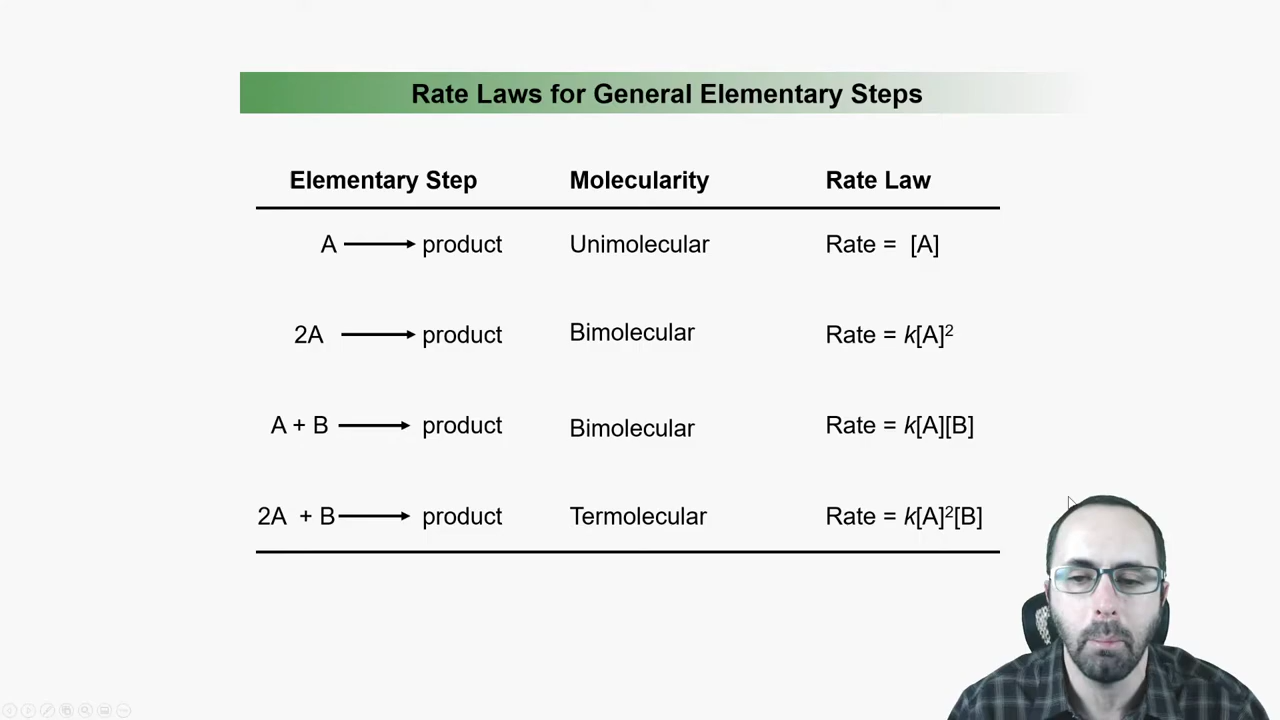 Rate Laws for General Elementary Steps
Elementary Step Molecularity Rate Law
A ⟶ product Unimolecular Rate = [A]
2A ⟶ product Bimolecular Rate = k[A]²
A + B ⟶ product Bimolecular Rate = k[A][B]
2A + B ⟶ product Termolecular Rate = k[A]²[B]